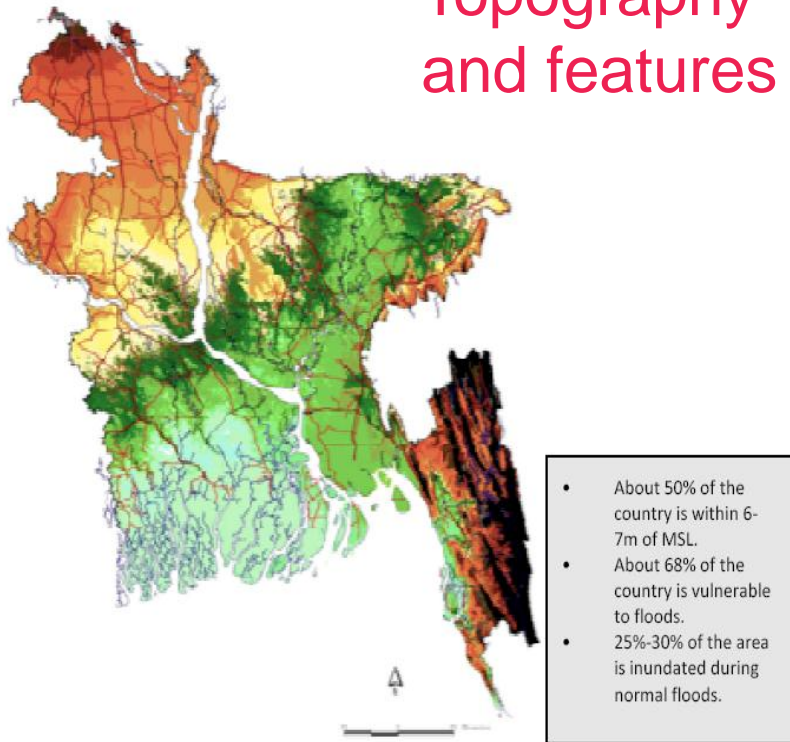 Topography
and features
• About 50% of the
country is within 6-
7m of MSL.
• About 68% of the
country is vulnerable
to floods.
• 25%-30% of the area
is inundated during
normal floods.